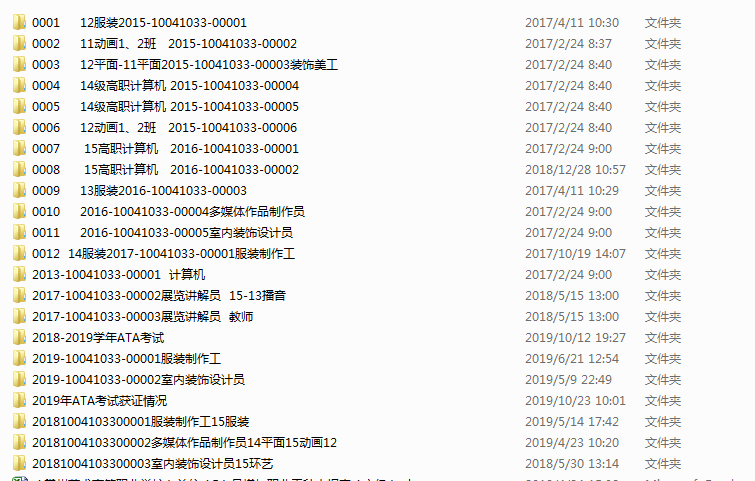 0001 12服装2015-10041033-00001 2017/4/11 10:30 文件夹
0002 11动画1、2班 2015-10041033-00002 2017/2/24 8:37 文件夹
0003 12平面-11平面2015-10041033-00003装饰美工 2017/2/24 8:40 文件夹
0004 14级高职计算机 2015-10041033-00004 2017/2/24 8:40 文件夹
0005 14级高职计算机 2015-10041033-00005 2017/2/24 8:40 文件夹
0006 12动画1、2班 2015-10041033-00006 2017/2/24 8:40 文件夹
0007 15高职计算机 2016-10041033-00001 2017/2/24 9:00 文件夹
0008 15高职计算机 2016-10041033-00002 2018/12/28 10:57 文件夹
0009 13服装2016-10041033-00003 2017/4/11 10:29 文件夹
0010 2016-10041033-00004多媒体作品制作员 2017/2/24 9:00 文件夹
0011 2016-10041033-00005室内装饰设计员 2017/2/24 9:00 文件夹
0012 14服装2017-10041033-00001服装制作工 2017/10/19 14:07 文件夹
2013-10041033-00001 计算机 2017/2/24 9:00 文件夹
2017-10041033-00002展览讲解员 15-13播音 2018/5/15 13:00 文件夹
2017-10041033-00003展览讲解员 教师 2018/5/15 13:00 文件夹
2018-2019学年ATA考试 2019/10/12 19:27 文件夹
2019-10041033-00001服装制作工 2019/6/21 12:54 文件夹
2019-10041033-00002室内装饰设计员 2019/5/9 22:49 文件夹
2019年ATA考试获证情况 2019/10/23 10:01 文件夹
20181004103300001服装制作工15服装 2019/5/14 17:42 文件夹
20181004103300002多媒体作品制作员14平面15动画12 2019/4/23 10:20 文件夹
20181004103300003室内装饰设计员15环艺 2018/5/30 13:14 文件夹